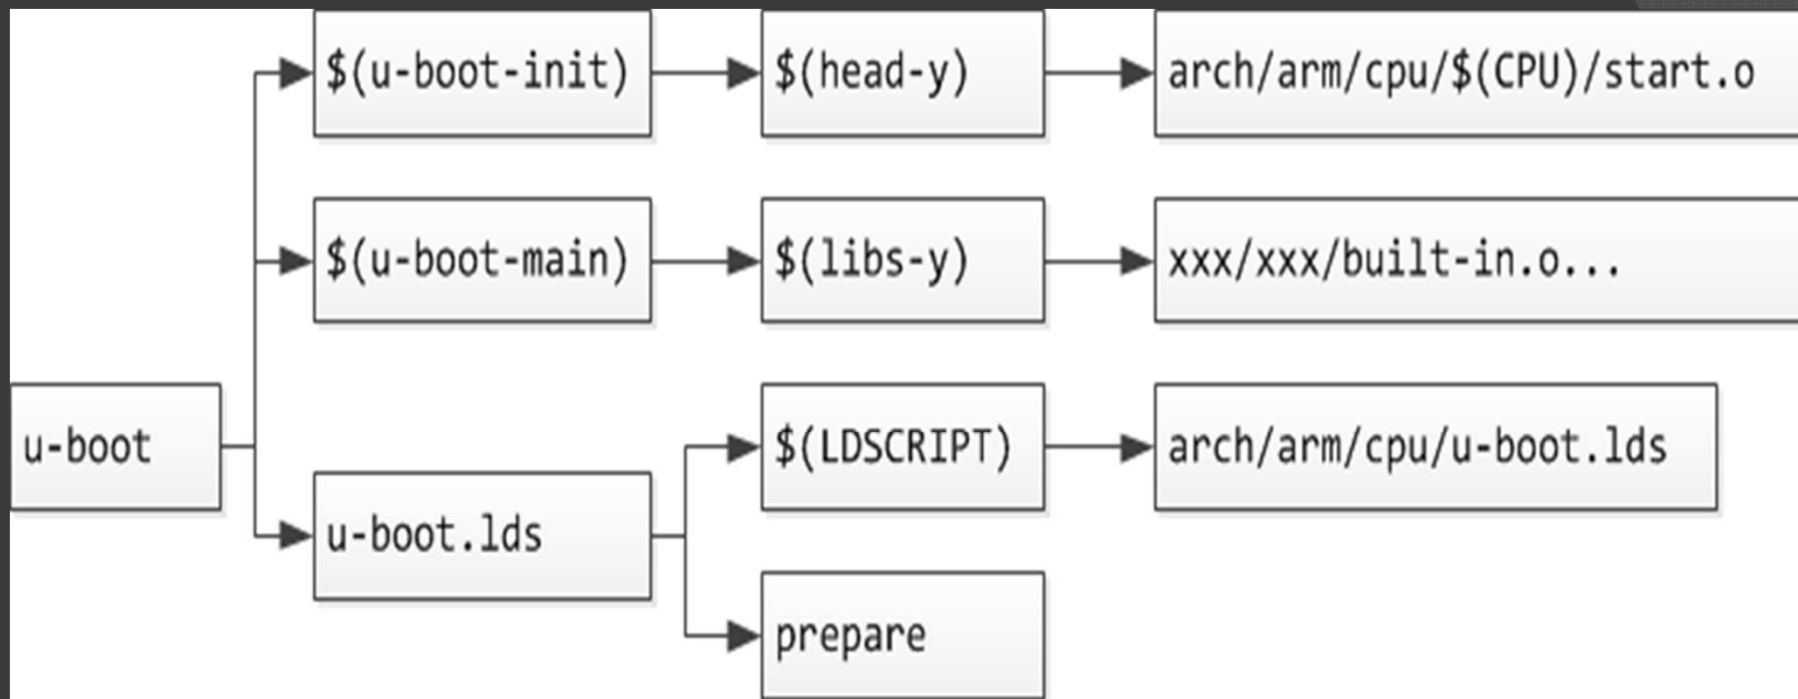 $(u-boot-init)
$(head-y)
arch/arm/cpu/$(CPU)/start.o
$(u-boot-main)
$(libs-y)
xxx/xxx/built-in.o...
u-boot
$(LDSCRIPT)
arch/arm/cpu/u-boot.lds
u-boot.lds
prepare